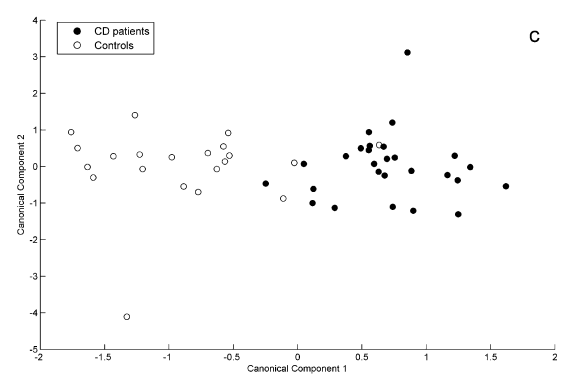 C
CD patients
Controls
Canonical Component 2
4
3
2
1
0
-1
-2
-3
-4
-5
-2 -1.5 -1 -0.5 0 0.5 1 1.5 2
Canonical Component 1